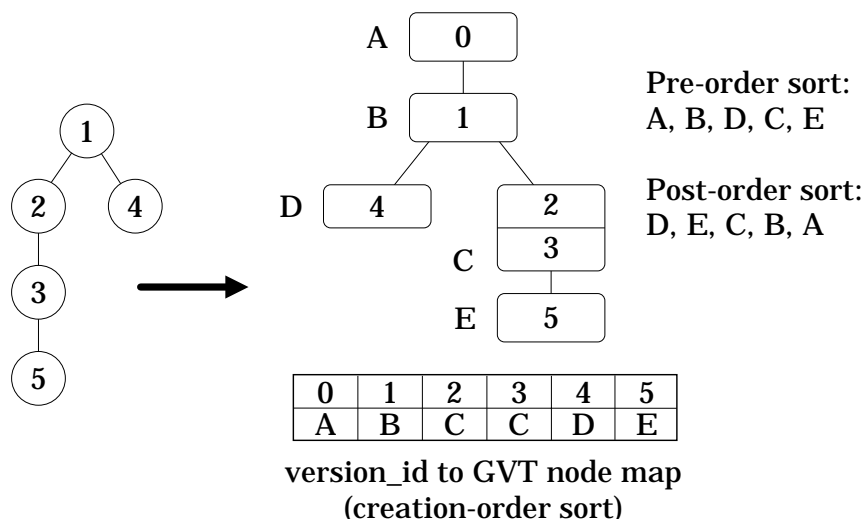 1
2
4
3
5
A
0
B
1
D
4
2
C
3
E
5
Pre-order sort:
A, B, D, C, E
Post-order sort:
D, E, C, B, A
0 1 2 3 4 5
A B C C D E
version_id to GVT node map
(creation-order sort)